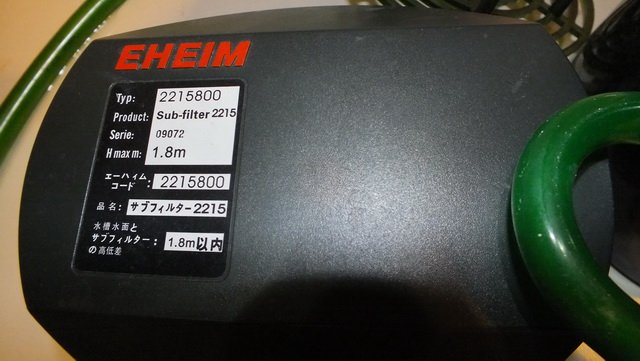 EHEIM
Typ: 2215800
Product: Sub-filter 2215
Serie: 09072
H max m: 1.8m
エーハイム
コード : 2215800
品名: サブフィルター2215
水槽水面と
サブフィルター : 1.8m以内
の高低差